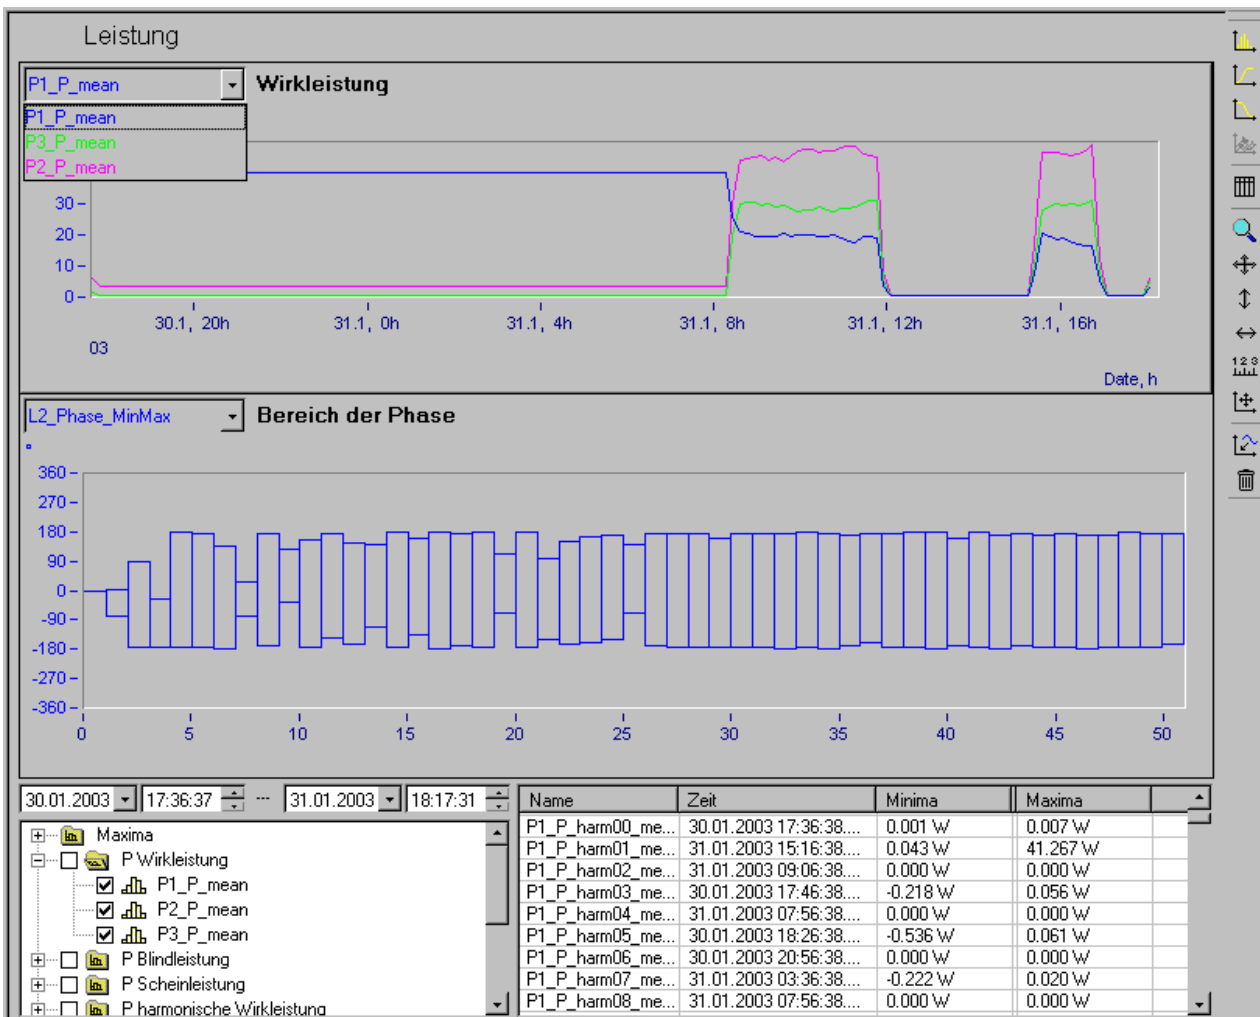 Leistung
P1_P_mean Wirkleistung
P1_P_mean
P3_P_mean
P2_P_mean
30
20
10
0
30.1, 20h 31.1, 0h 31.1, 4h 31.1, 8h 31.1, 12h 31.1, 16h
03
Date, h
L2_Phase_MinMax Bereich der Phase
°
360
270
180
90
0
-90
-180
-270
-360
0 5 10 15 20 25 30 35 40 45 50
30.01.2003 17:36:37 --- 31.01.2003 18:17:31
Maxima
P Wirkleistung
P1_P_mean
P2_P_mean
P3_P_mean
P Blindleistung
P Scheinleistung
P harmonische Wirkleistung
Name Zeit Minima Maxima
P1_P_harm00_me... 30.01.2003 17:36:38.... 0.001 W 0.007 W
P1_P_harm01_me... 31.01.2003 15:16:38.... 0.043 W 41.267 W
P1_P_harm02_me... 31.01.2003 09:06:38.... 0.000 W 0.000 W
P1_P_harm03_me... 30.01.2003 17:46:38.... -0.218 W 0.056 W
P1_P_harm04_me... 31.01.2003 07:56:38.... 0.000 W 0.000 W
P1_P_harm05_me... 30.01.2003 18:26:38.... -0.536 W 0.061 W
P1_P_harm06_me... 30.01.2003 20:56:38.... 0.000 W 0.000 W
P1_P_harm07_me... 31.01.2003 03:36:38.... -0.222 W 0.020 W
P1_P_harm08_me... 31.01.2003 07:56:38.... 0.000 W 0.000 W
1 2 3